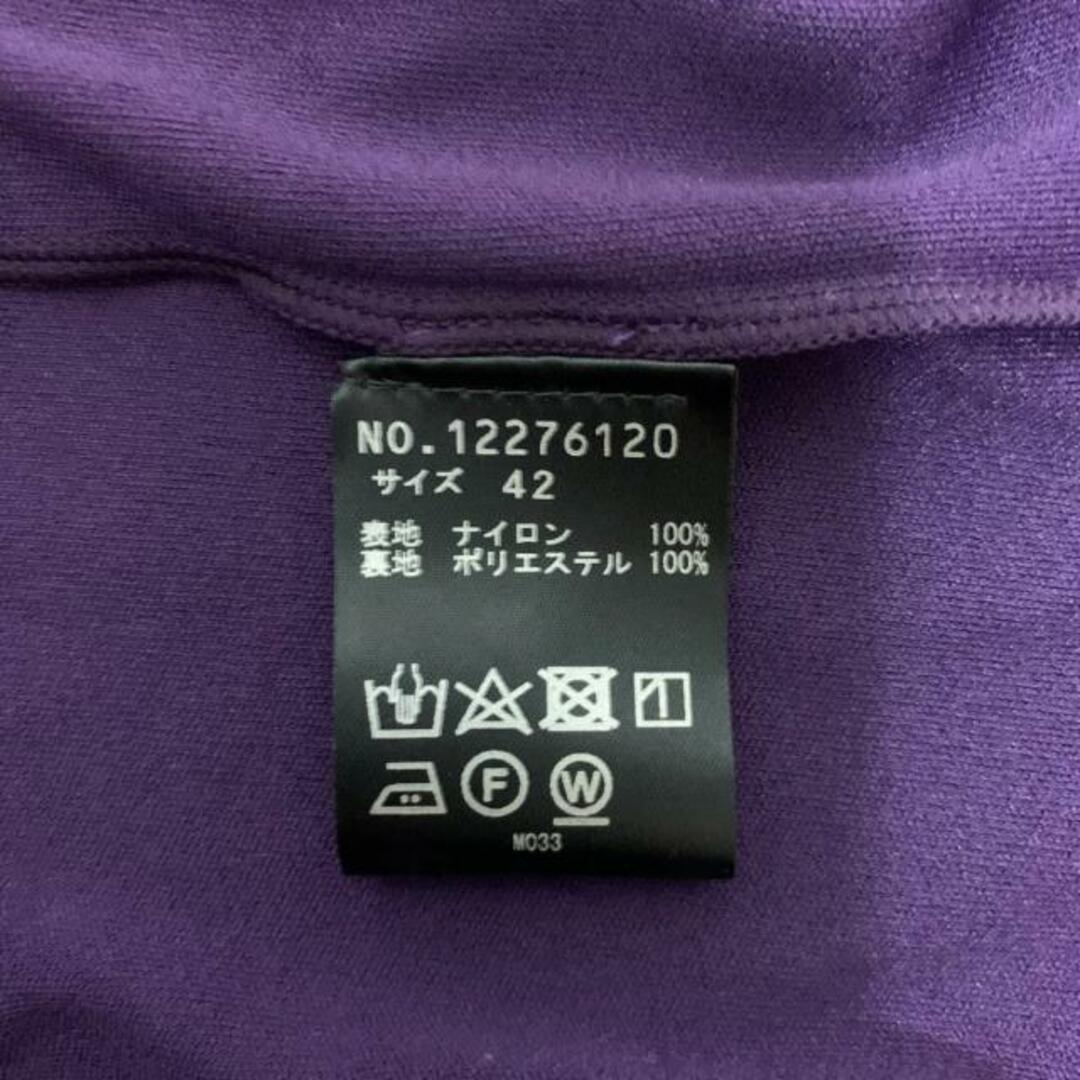 NO.12276120
サイズ 42
表地 ナイロン 100%
裏地 ポリエステル 100%
F W
M033